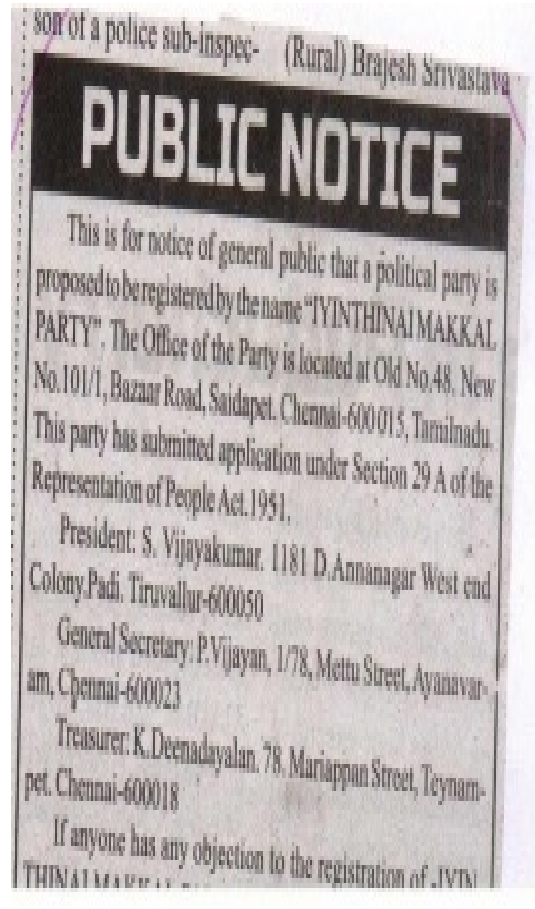 son of a police sub-inspec- (Rural) Brajesh Srivastava
PUBLIC NOTICE
This is for notice of general public that a political party is
proposed to be registered by the name "IYINTHINAI MAKKAL
PARTY". The Office of the Party is located at Old No.48. New
No.101/1, Bazaar Road, Saidapet. Chennai-600 015, Tamilnadu.
This party has submitted application under Section 29 A of the
Representation of People Act.1951.
President: S. Vijayakumar. 1181 D.Annanagar West end
Colony,Padi. Tiruvallur-600050
General Secretary: P.Vijayan, 1/78, Mettu Street, Ayanavar-
am, Chennai-600023
Treasurer: K.Deenadayalan. 78. Mariappan Street, Teynam-
pet. Chennai-600018
If anyone has any objection to the registration of -IYIN
THINAI MAKKAL